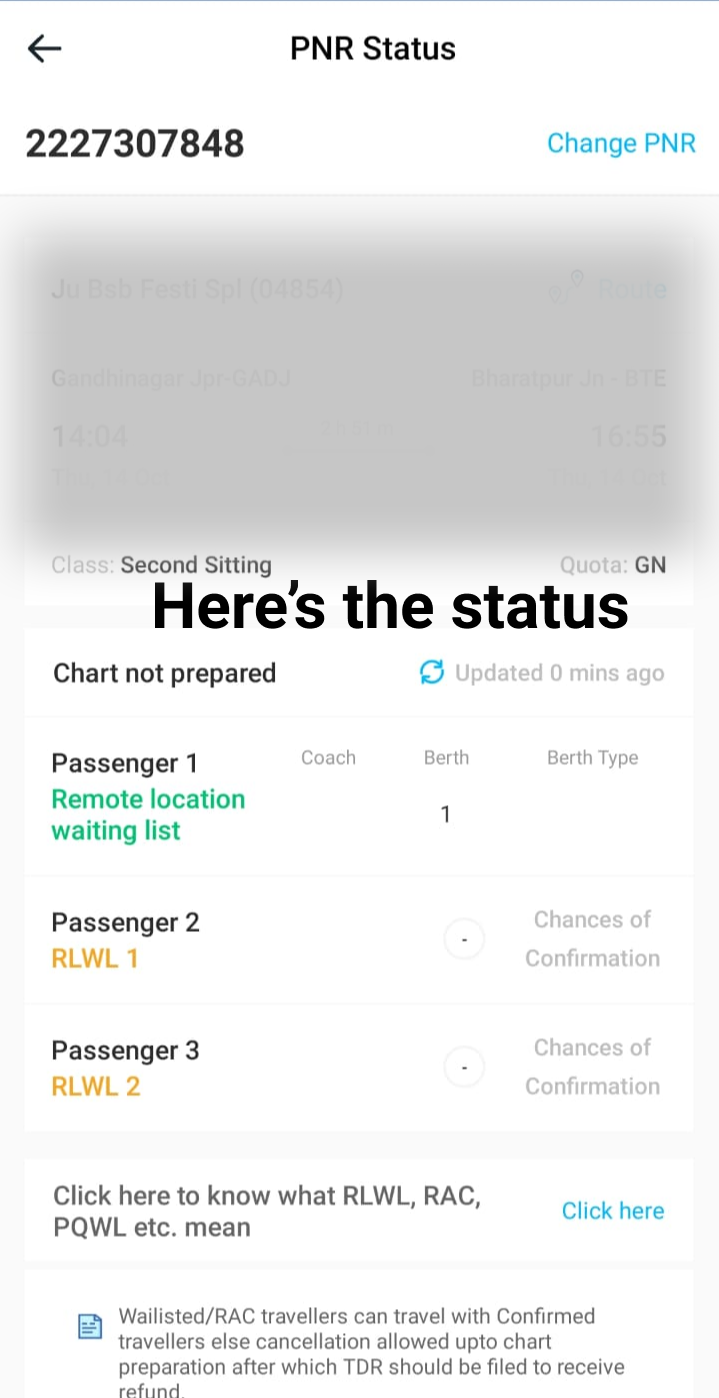 PNR Status
2227307848 Change PNR
Ju Bsb Festi Spl (04854) Route
Gandhinagar Jpr-GADJ Bharatpur Jn - BTE
14:04 16:55
Thu, 14 Oct Thu, 14 Oct
Class: Second Sitting Quota: GN
Here’s the status
Chart not prepared Updated 0 mins ago
Passenger 1 Coach Berth Berth Type
Remote location
waiting list
1
Passenger 2 Chances of
RLWL 1 - Confirmation
Passenger 3 Chances of
RLWL 2 - Confirmation
Click here to know what RLWL, RAC,
PQWL etc. mean
Click here
Wailisted/RAC travellers can travel with Confirmed
travellers else cancellation allowed upto chart
preparation after which TDR should be filed to receive
refund.